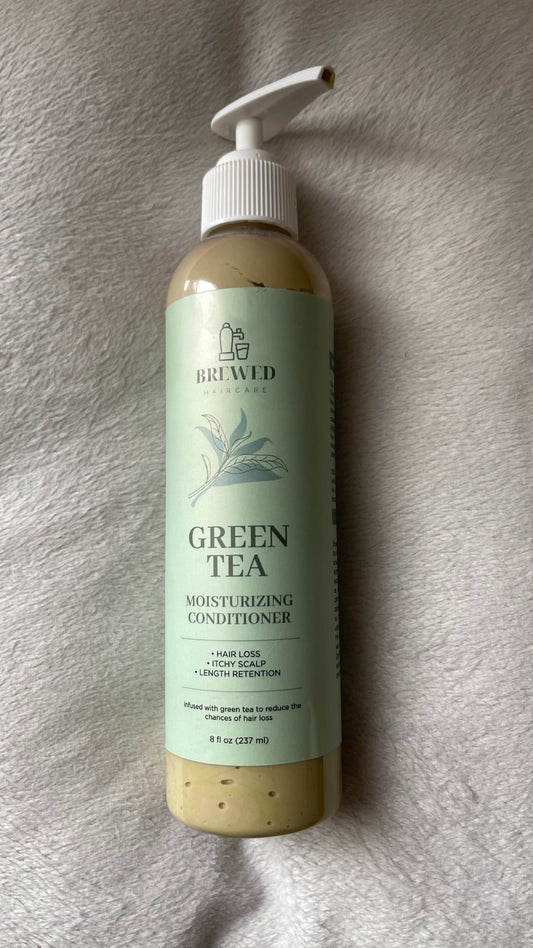 BREWED
HAIRCARE
GREEN
TEA
MOISTURIZING
CONDITIONER
• HAIR LOSS
• ITCHY SCALP
• LENGTH RETENTION
infused with green tea to reduce the
chances of hair loss
8 fl oz (237 ml)